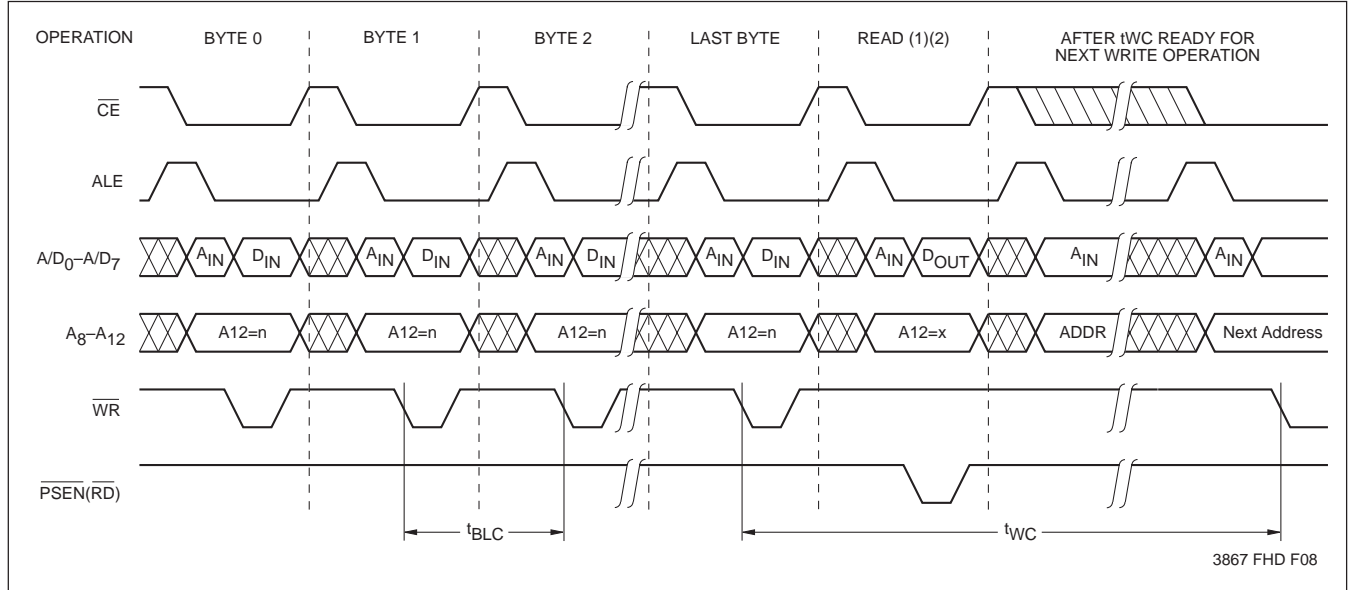 OPERATION BYTE 0 BYTE 1 BYTE 2 LAST BYTE READ (1)(2) AFTER tWC READY FOR
NEXT WRITE OPERATION
CE
ALE
A/D0–A/D7 AIN DIN AIN DIN AIN DIN AIN DIN AIN DOUT AIN AIN
A8–A12 A12=n A12=n A12=n A12=n A12=x ADDR Next Address
WR
PSEN(RD)
tBLC tWC
3867 FHD F08